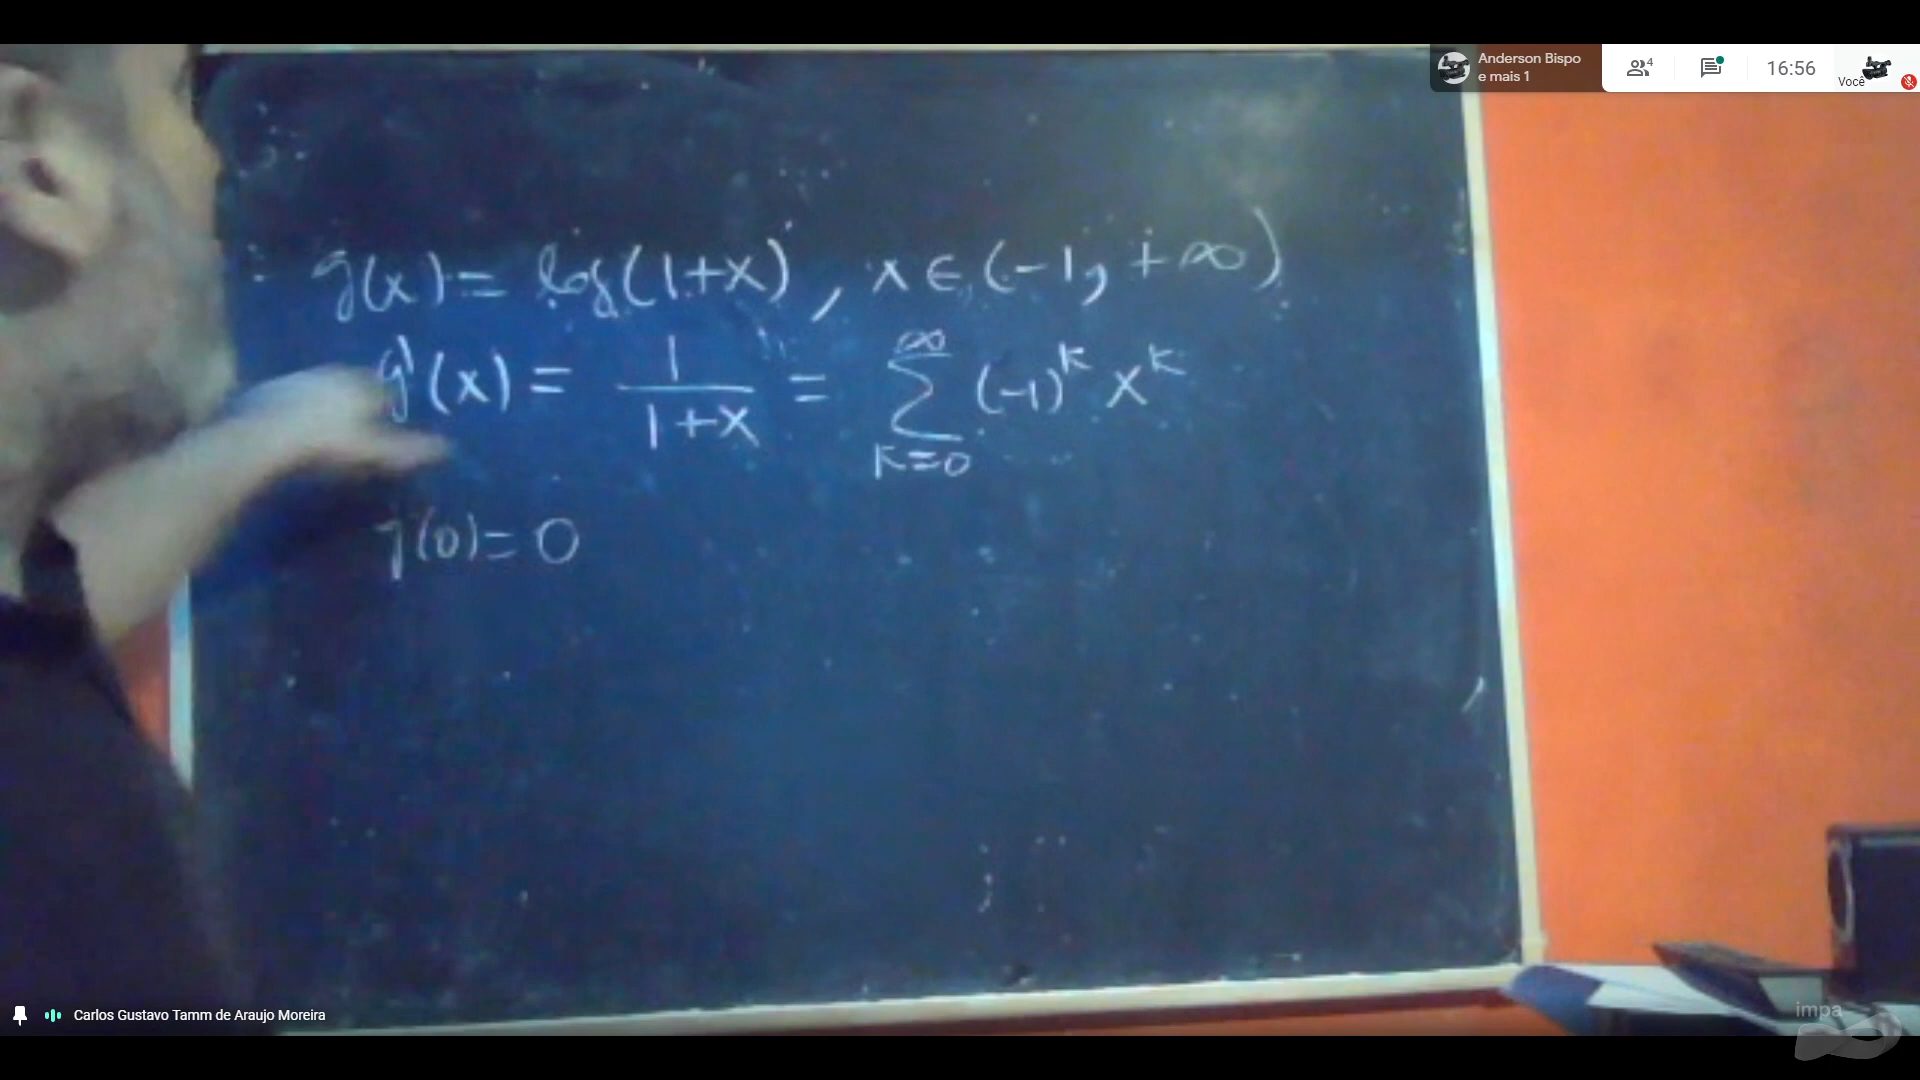 Anderson Bispo
e mais 1
4
16:56
Você
g(x) = log(1+x), x ∈ (-1, +∞)
g'(x) = 1/(1+x) = ∑_{k=0}^{∞} (-1)^k x^k
g(0) = 0
Carlos Gustavo Tamm de Araujo Moreira
impa